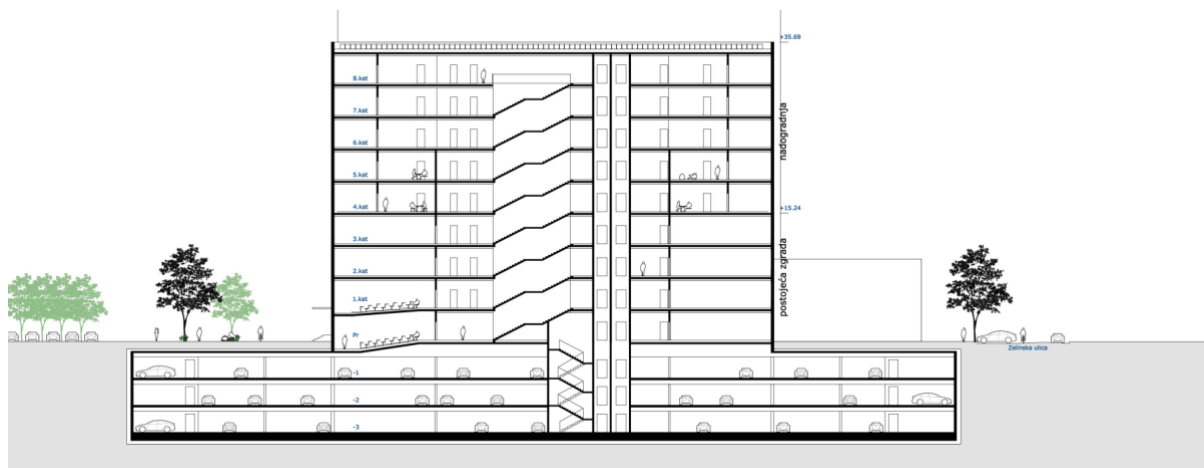 +35.69
8.kat
7.kat
nadogradnja
6.kat
5.kat
4.kat
+15.24
3.kat
2.kat
postojeća zgrada
1.kat
Pr
Zelinska ulica
-1
-2
-3